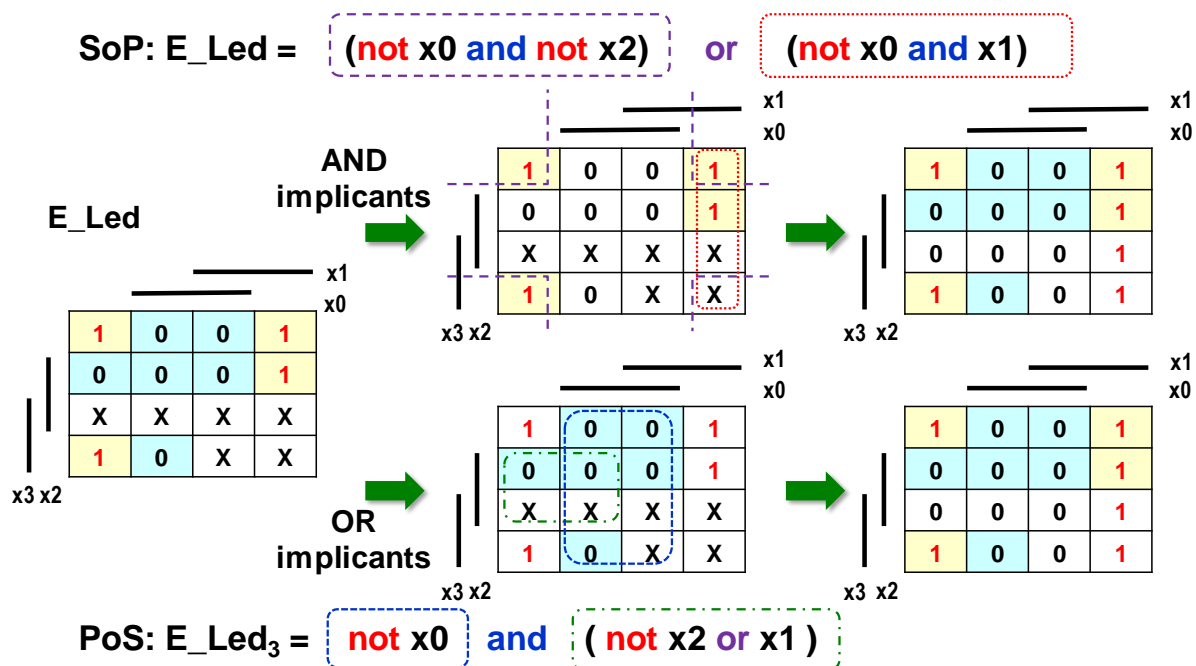 SoP: E_Led = (not x0 and not x2) or (not x0 and x1)
AND
implicants
x1
x0
1 0 0 1
0 0 0 1
X X X X
1 0 X X
x3 x2
x1
x0
1 0 0 1
0 0 0 1
0 0 0 1
1 0 0 1
x3 x2
E_Led
x1
x0
1 0 0 1
0 0 0 1
X X X X
1 0 X X
x3 x2
OR
implicants
x1
x0
1 0 0 1
0 0 0 1
X X X X
1 0 X X
x3 x2
x1
x0
1 0 0 1
0 0 0 1
0 0 0 1
1 0 0 1
x3 x2
PoS: E_Led₃ = not x0 and ( not x2 or x1 )